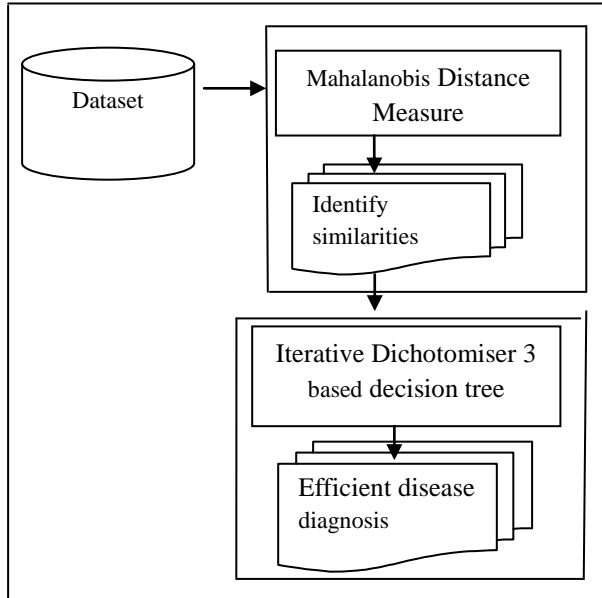 Dataset
Mahalanobis Distance
Measure
Identify
similarities
Iterative Dichotomiser 3
based decision tree
Efficient disease
diagnosis